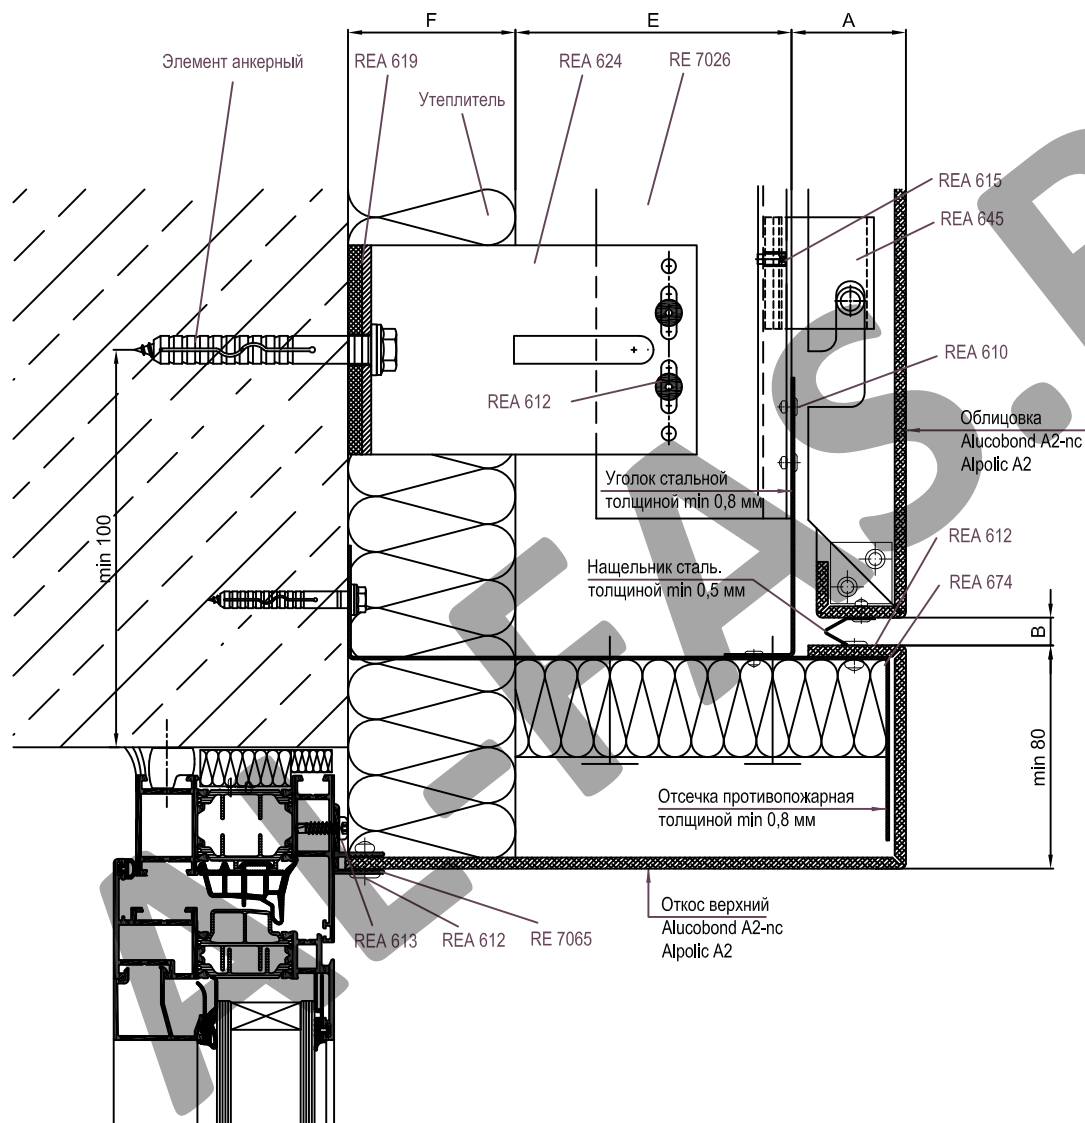 F
E
A
Элемент анкерный
REA 619
REA 624
RE 7026
Утеплитель
REA 615
REA 645
REA 610
REA 612
Облицовка
Alucobond A2-nc
Alpolic A2
Уголок стальной
толщиной min 0,8 мм
min 100
REA 612
Нащельник сталь.
толщиной min 0,5 мм
REA 674
B
min 80
Отсечка противопожарная
толщиной min 0,8 мм
Откос верхний
Alucobond A2-nc
Alpolic A2
REA 613
REA 612
RE 7065
AL-FAS.R